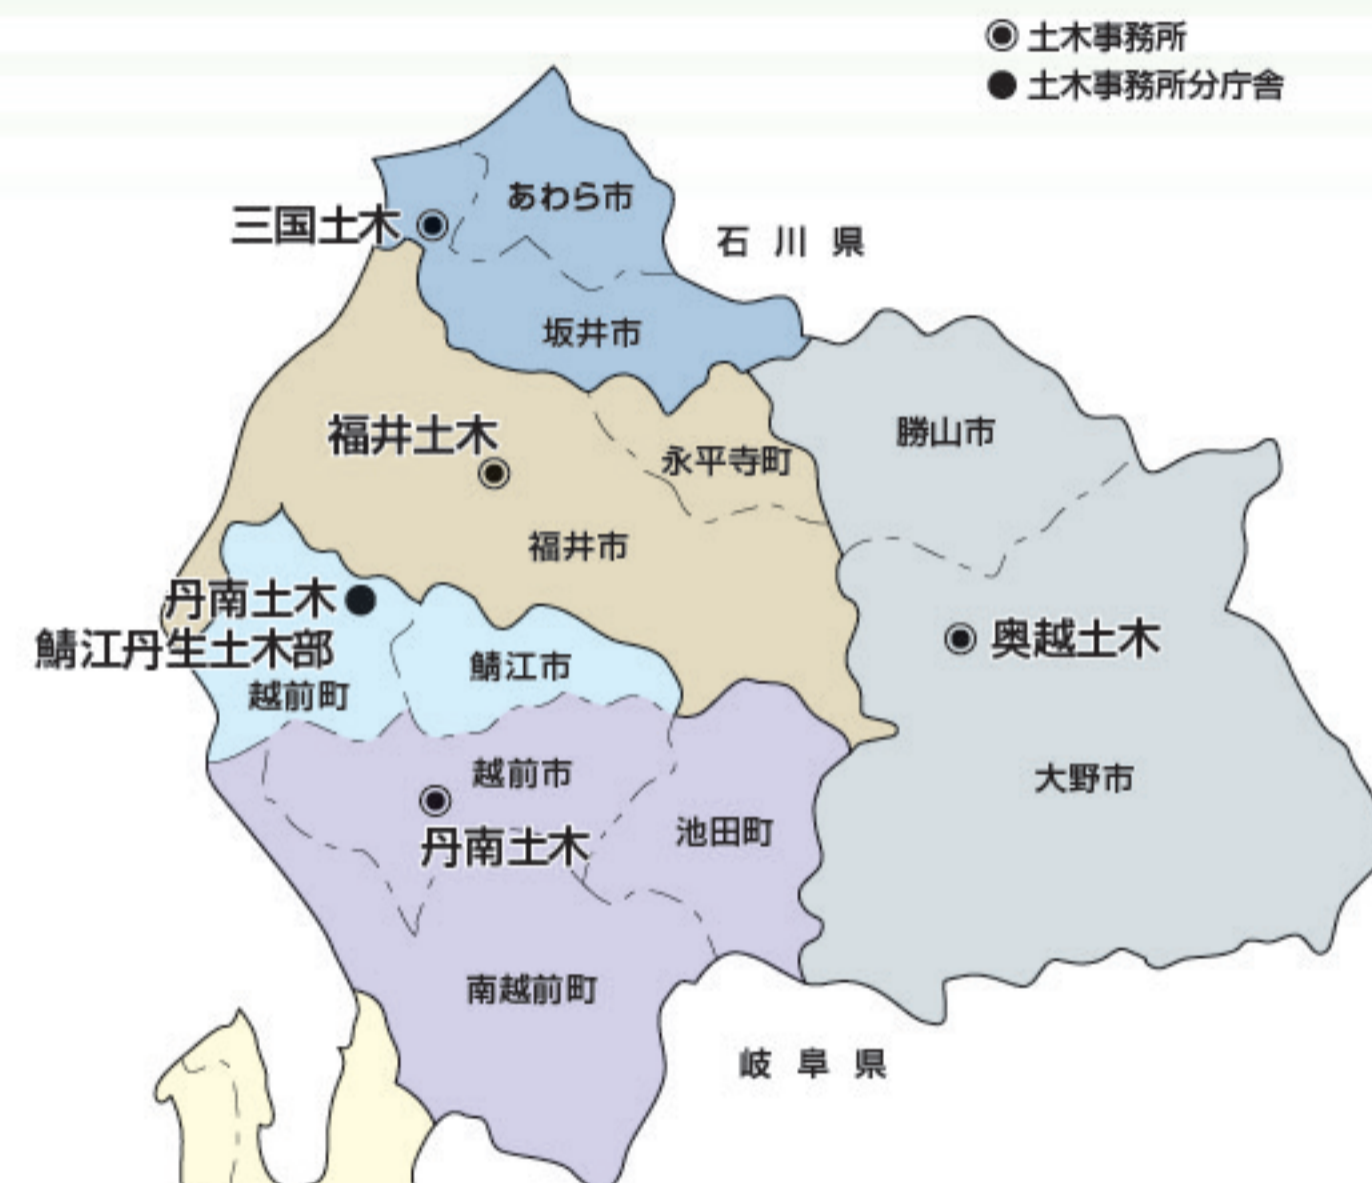 土木事務所
土木事務所分庁舎
あわら市
三国土木
石川県
坂井市
勝山市
福井土木
永平寺町
福井市
丹南土木
鯖江丹生土木部
奥越土木
鯖江市
越前町
越前市
大野市
池田町
丹南土木
南越前町
岐阜県